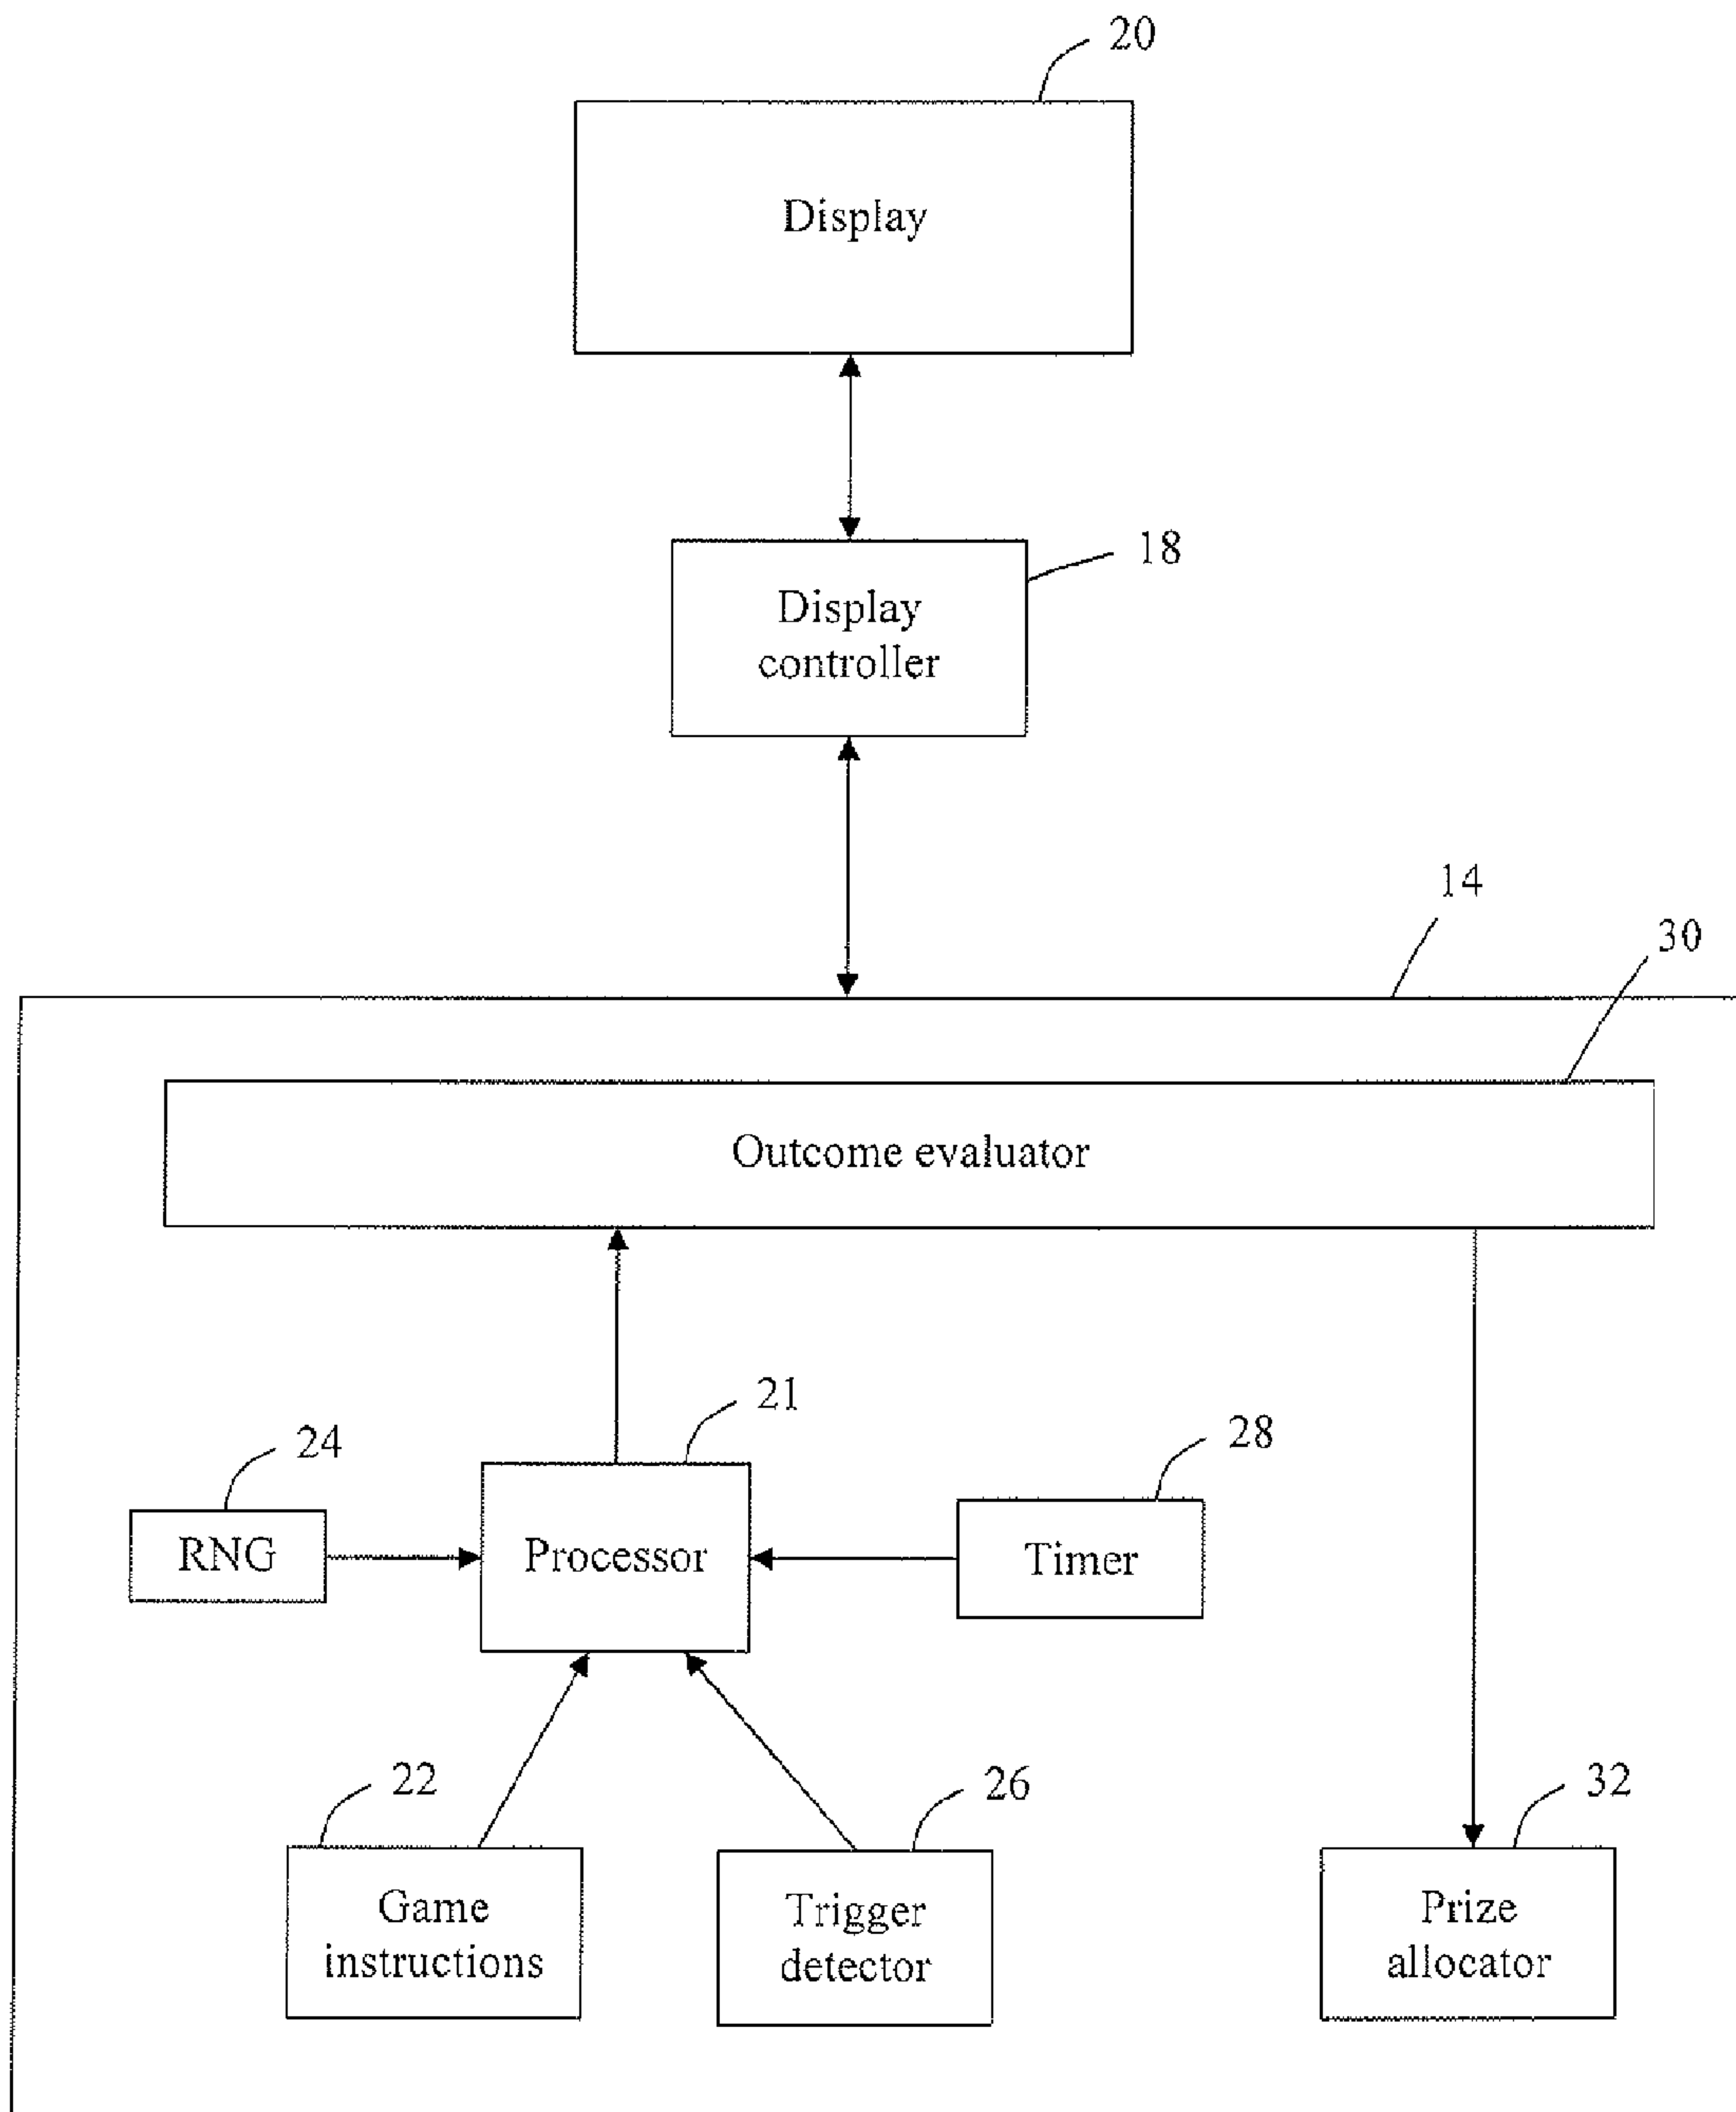 20
Display
18
Display
controller
14
30
Outcome evaluator
21
24
28
RNG
Processor
Timer
22
26
32
Game
instructions
Trigger
detector
Prize
allocator